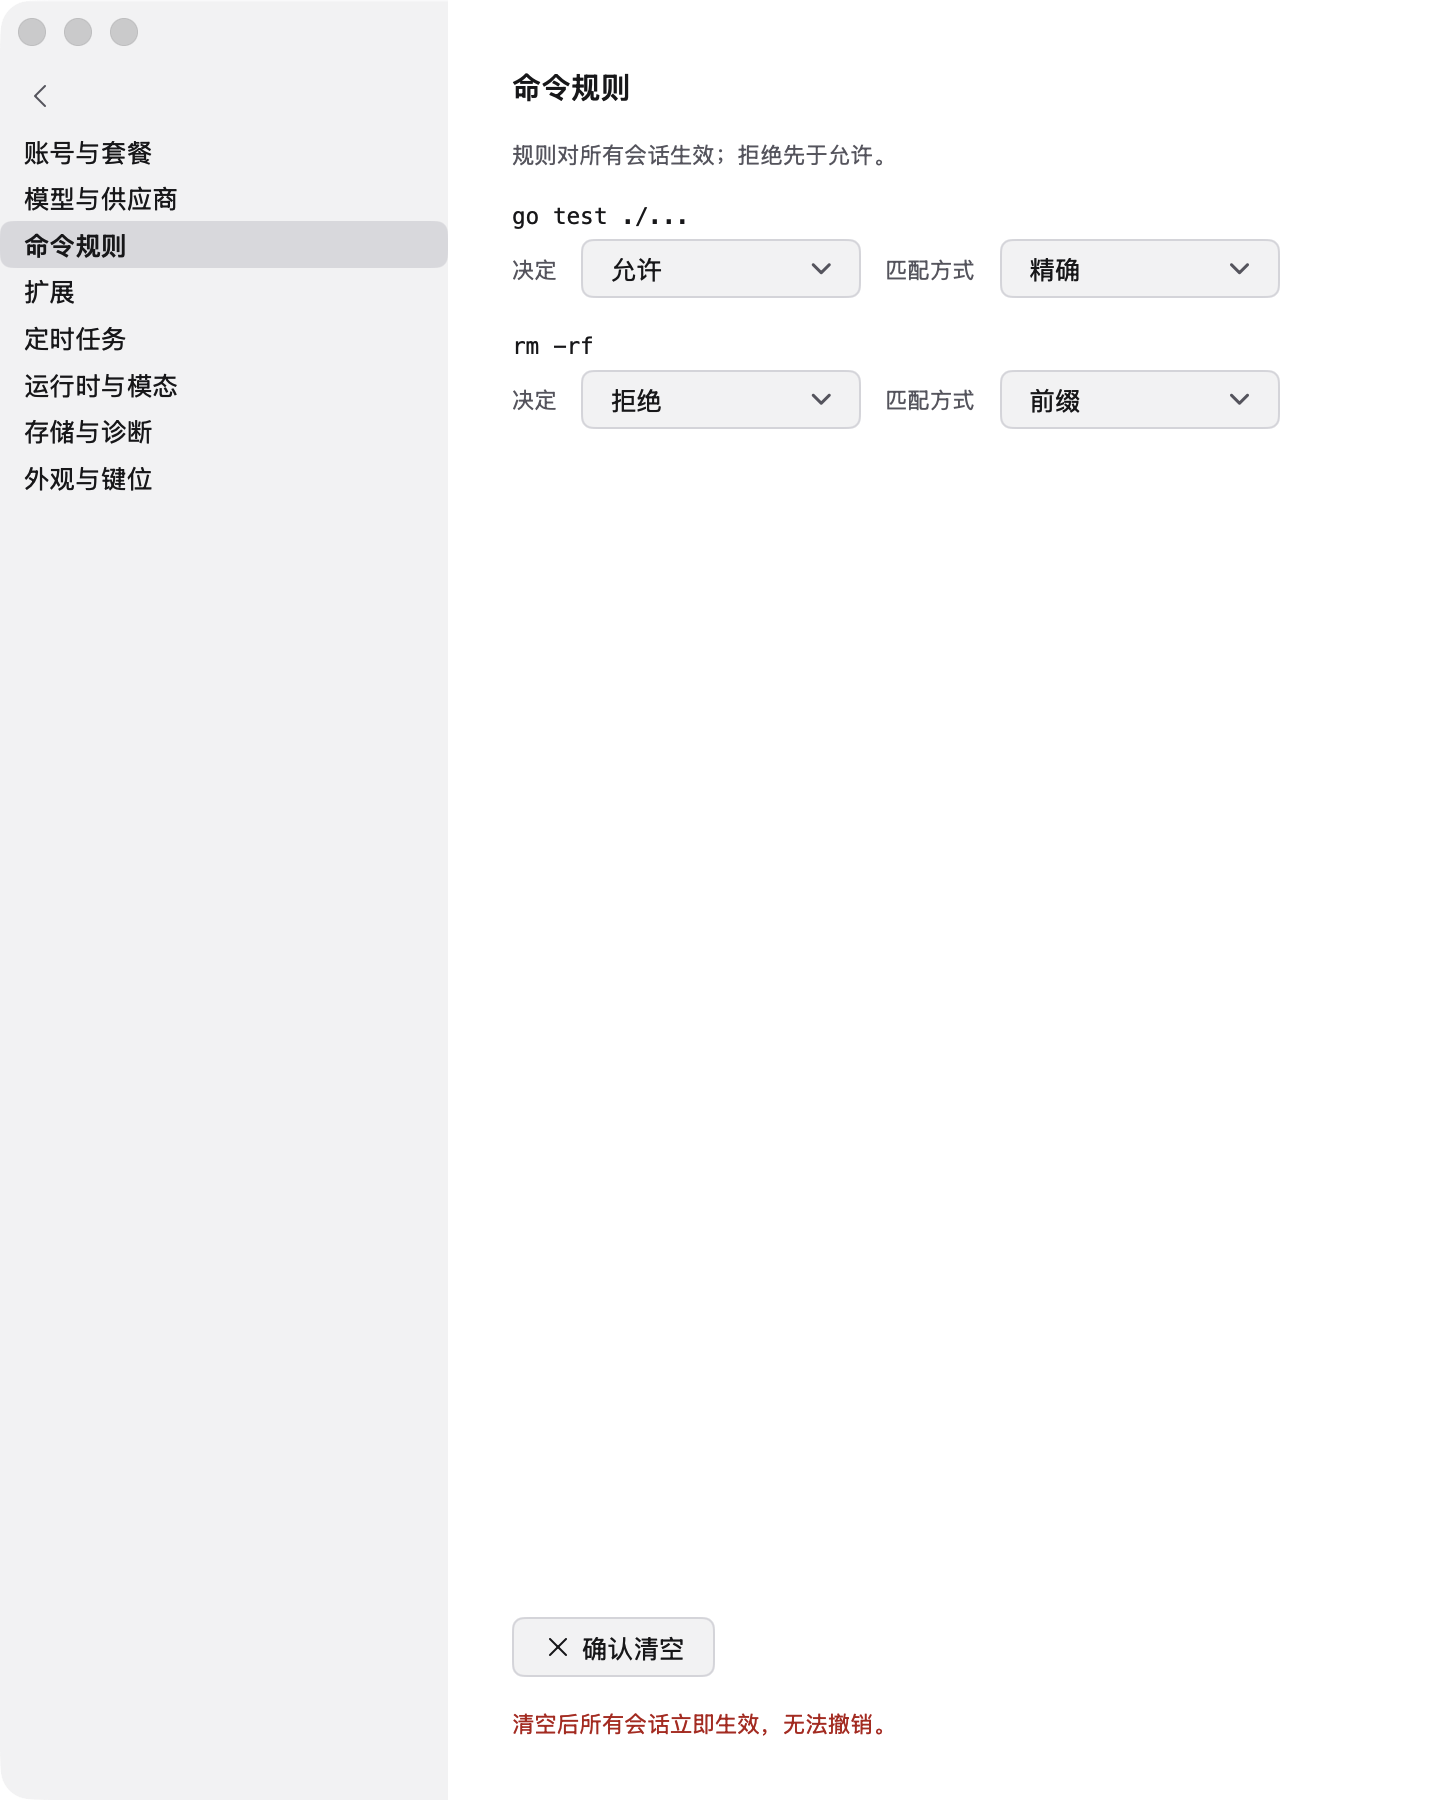 账号与套餐
模型与供应商
命令规则
扩展
定时任务
运行时与模态
存储与诊断
外观与键位
命令规则
规则对所有会话生效；拒绝先于允许。
go test ./...
决定 允许 匹配方式 精确
rm -rf
决定 拒绝 匹配方式 前缀
确认清空
清空后所有会话立即生效，无法撤销。